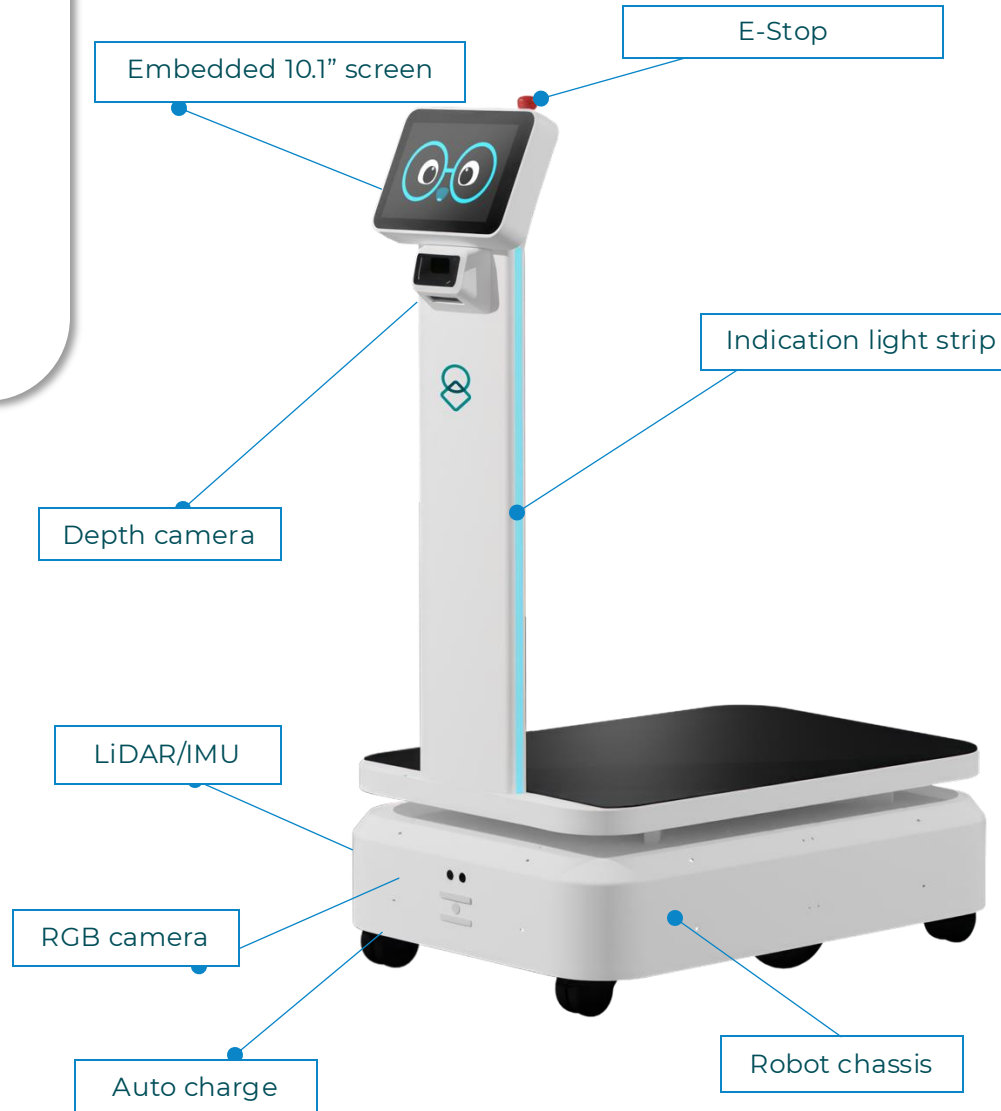 E-Stop
Embedded 10.1” screen
Indication light strip
Depth camera
LiDAR/IMU
RGB camera
Robot chassis
Auto charge